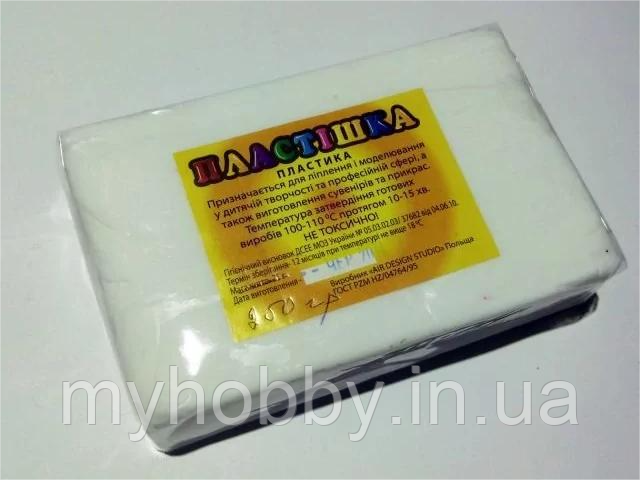 ПЛАСТІШКА
ПЛАСТИКА
Призначається для ліплення і моделювання
у дитячій творчості та професійній сфері, а
також виготовлення сувенірів та прикрас.
Температура затвердіння готових
виробів 100-110 °С протягом 10-15 хв.
НЕ ТОКСИЧНО!
Гігієнічний висновок ДСЕЕ МОЗ України № 05.03.02.03/ 37682 від 04.06.10.
Термін зберігання - 12 місяців при температурі не вище 18 °С
Дата виготовлення -
Виробник «AIR DESIGN STUDIO» Польща
ГОСТ PZM HZ/04764/95
myhobby.in.ua